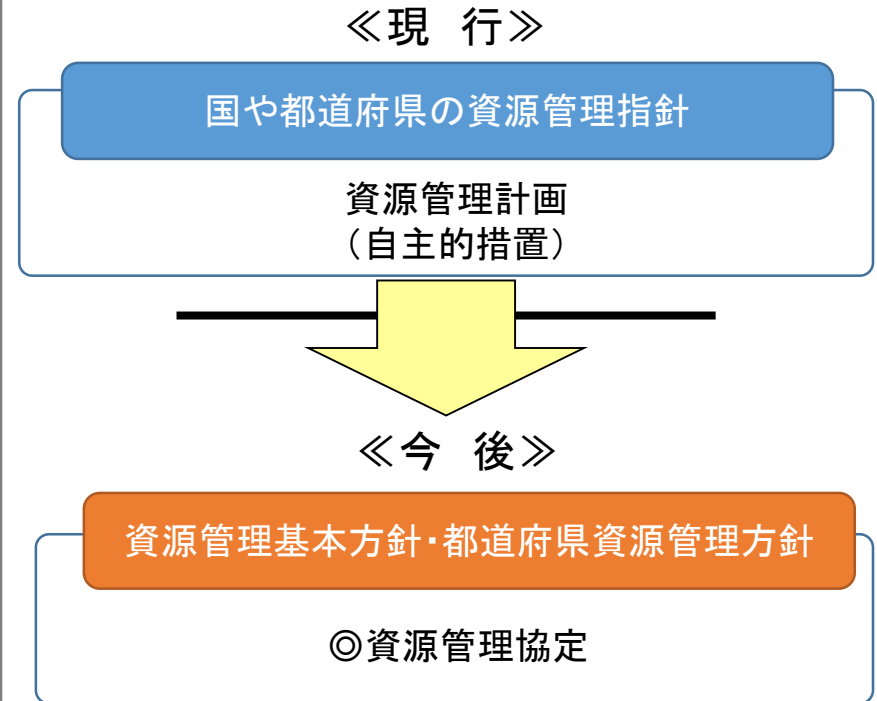 ≪現　行≫
国や都道府県の資源管理指針
資源管理計画
（自主的措置）
≪今　後≫
資源管理基本方針・都道府県資源管理方針
◎資源管理協定